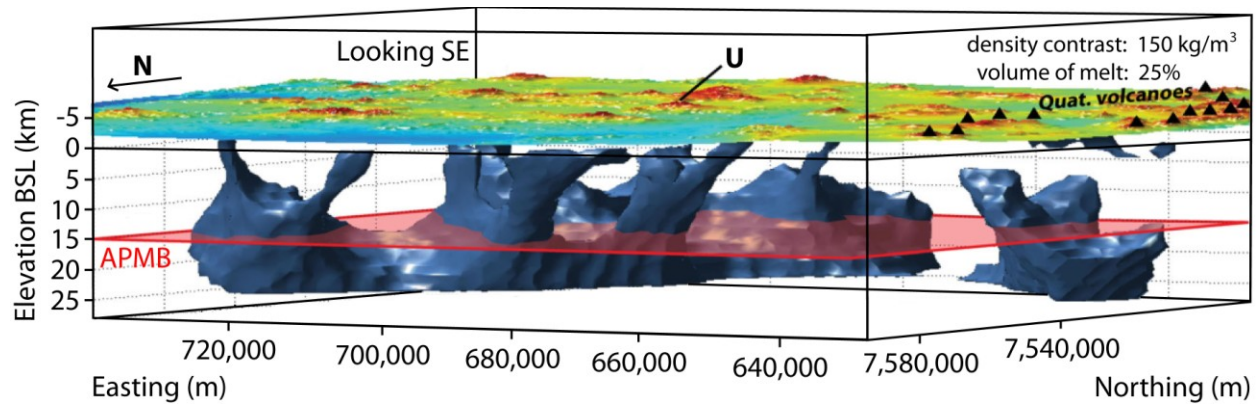 Looking SE
N
U
density contrast: 150 kg/m³
volume of melt: 25%
Quat. volcanoes
Elevation BSL (km)
-5
0
5
10
15
20
25
APMB
720,000
700,000
680,000
660,000
640,000
7,580,000
7,540,000
Easting (m)
Northing (m)